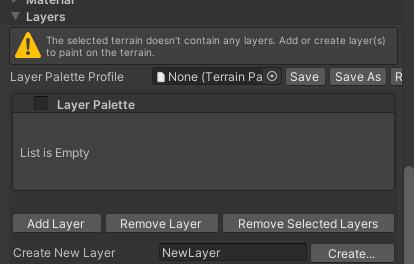 Material
Layers
The selected terrain doesn't contain any layers. Add or create layer(s)
to paint on the terrain.
Layer Palette Profile None (Terrain Pa Save Save As R
Layer Palette
List is Empty
Add Layer Remove Layer Remove Selected Layers
Create New Layer NewLayer Create...